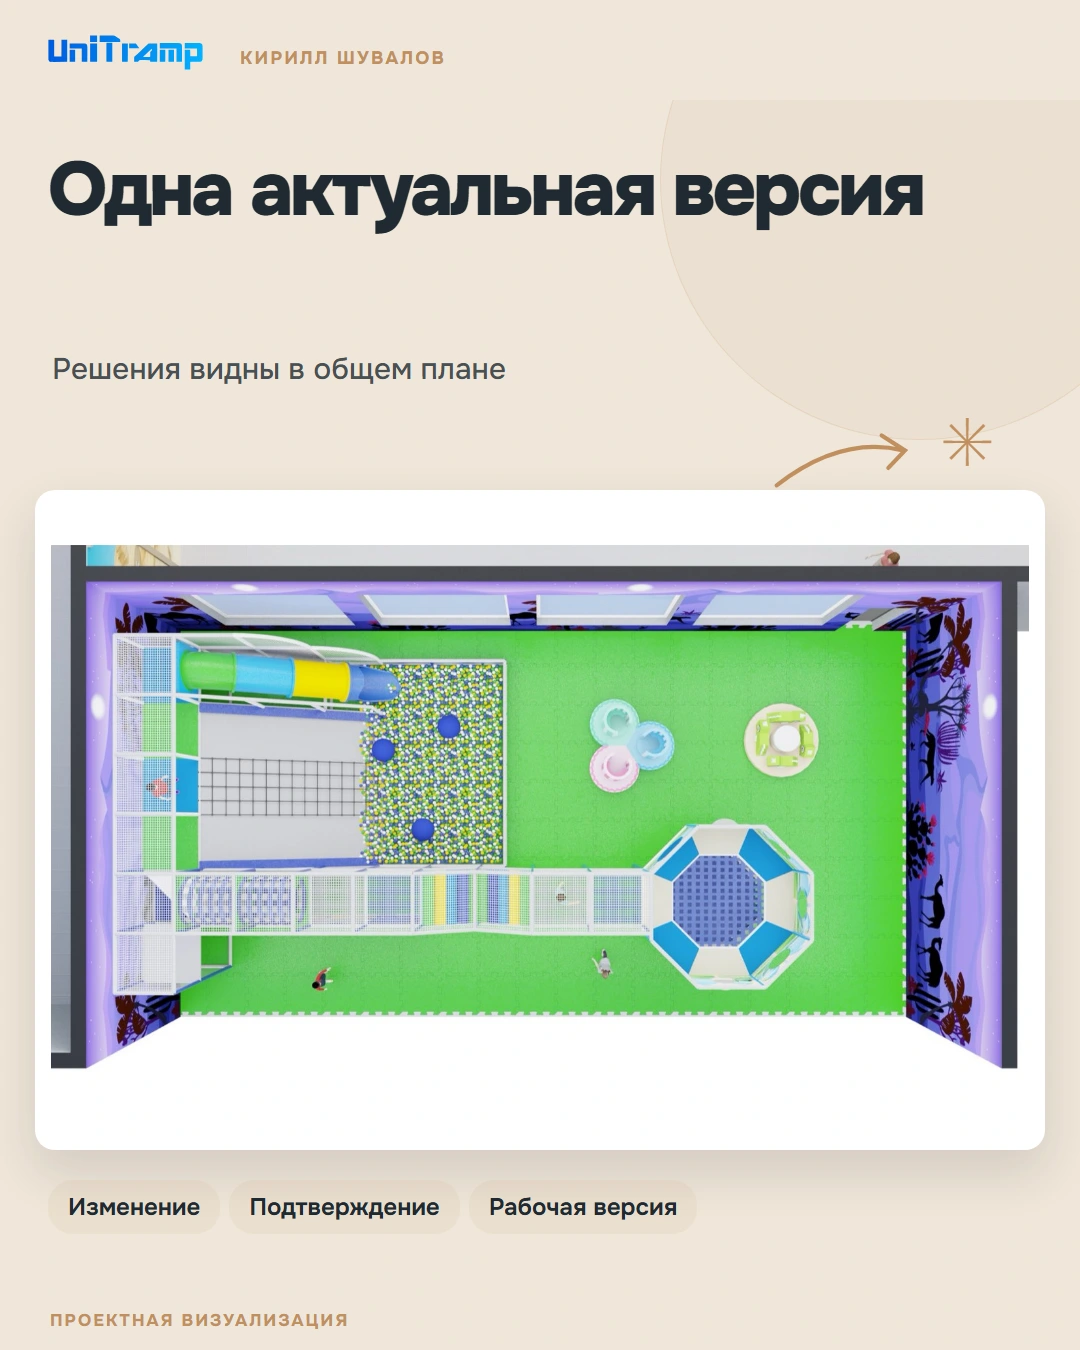 UniTramp
КИРИЛЛ ШУВАЛОВ
Одна актуальная версия
Решения видны в общем плане
Изменение
Подтверждение
Рабочая версия
ПРОЕКТНАЯ ВИЗУАЛИЗАЦИЯ